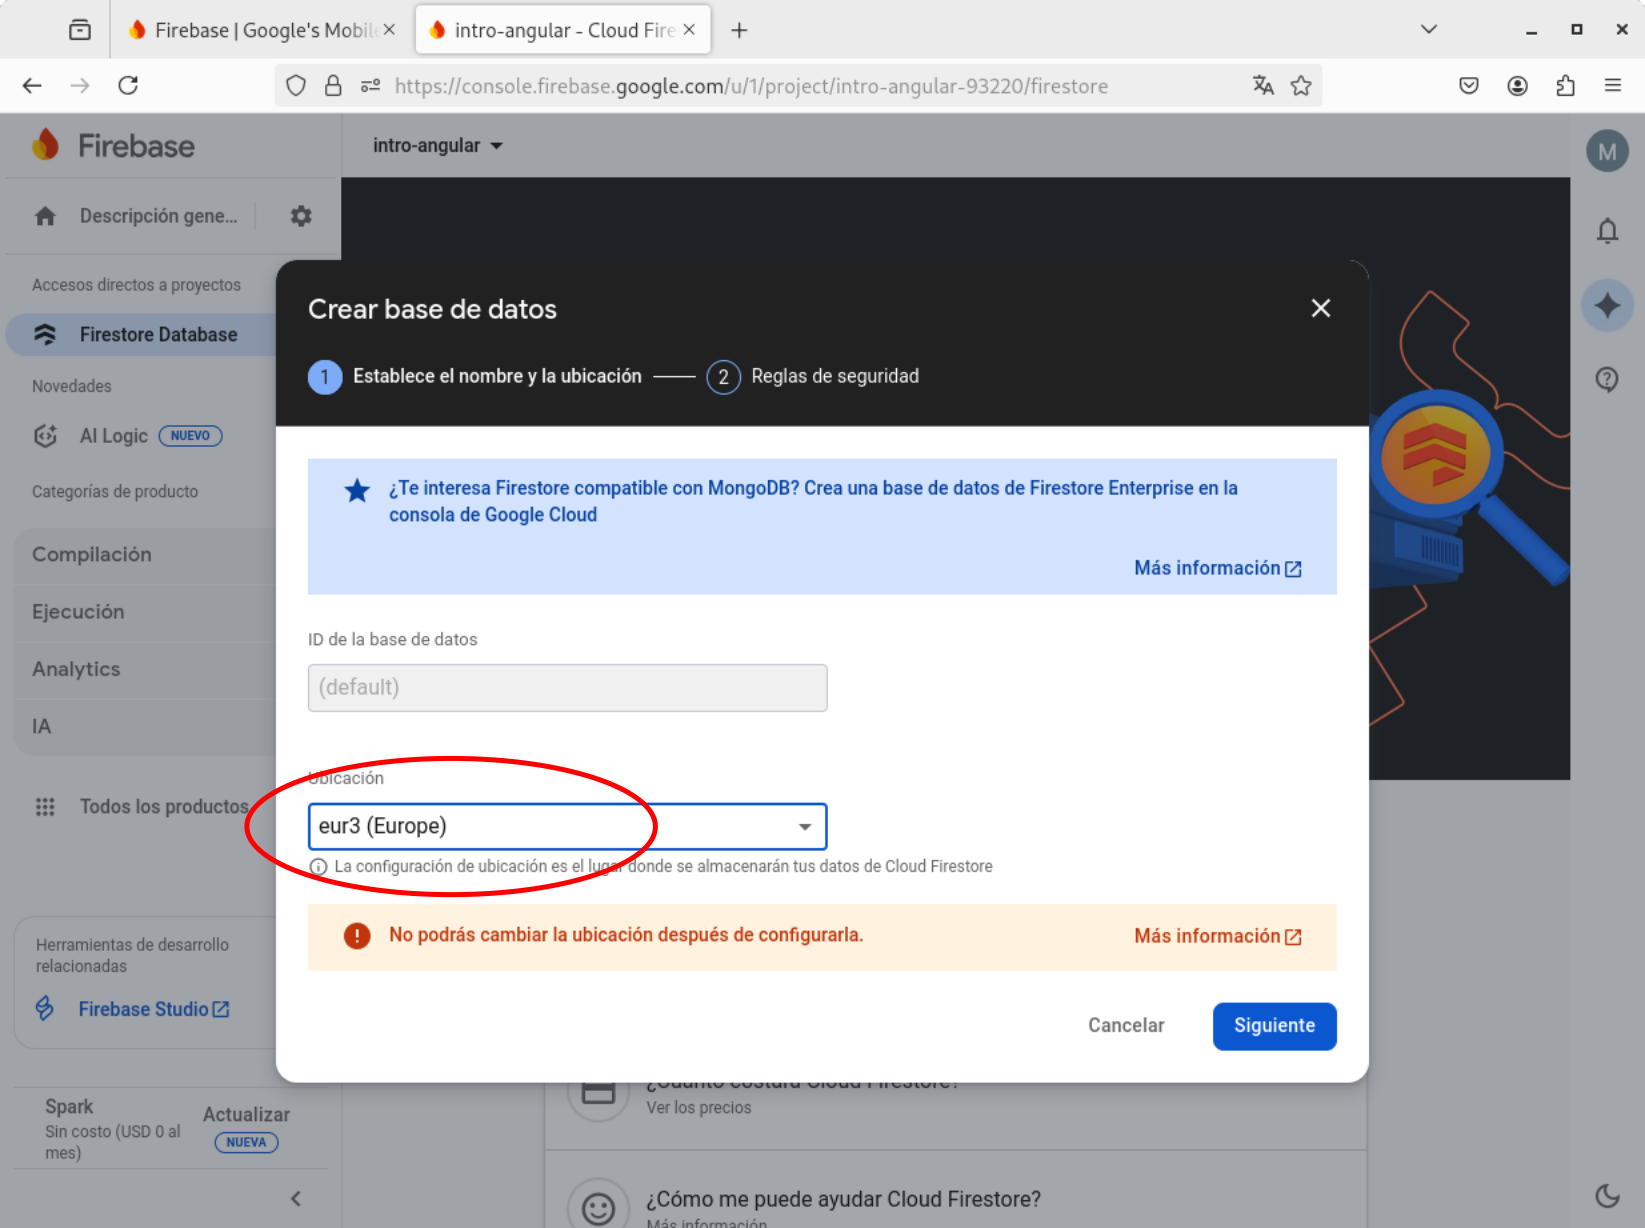 Firebase | Google's Mobil
intro-angular - Cloud Fire
https://console.firebase.google.com/u/1/project/intro-angular-93220/firestore
Firebase
intro-angular
M
Descripción gene...
Accesos directos a proyectos
Firestore Database
Novedades
AI Logic NUEVO
Categorías de producto
Compilación
Ejecución
Analytics
IA
Todos los productos
Herramientas de desarrollo
relacionadas
Firebase Studio
Spark
Sin costo (USD 0 al
mes)
Actualizar
NUEVA
Crear base de datos
1 Establece el nombre y la ubicación
2 Reglas de seguridad
¿Te interesa Firestore compatible con MongoDB? Crea una base de datos de Firestore Enterprise en la
consola de Google Cloud
Más información
ID de la base de datos
(default)
Ubicación
eur3 (Europe)
La configuración de ubicación es el lugar donde se almacenarán tus datos de Cloud Firestore
No podrás cambiar la ubicación después de configurarla.
Más información
Cancelar
Siguiente
¿Cuánto costará Cloud Firestore?
Ver los precios
¿Cómo me puede ayudar Cloud Firestore?
Más información